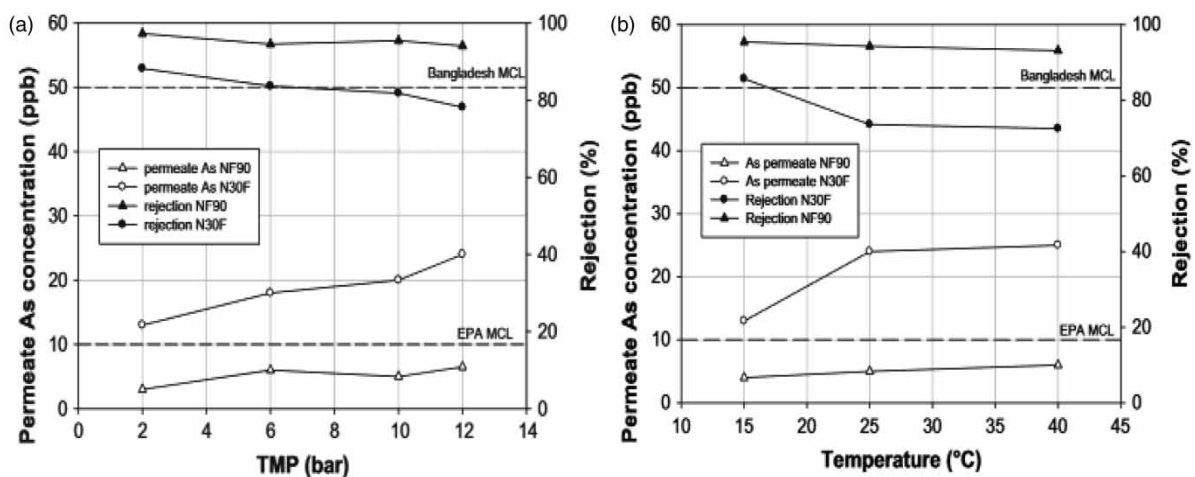 (a)
Permeate As concentration (ppb)
60
50
40
30
20
10
0
Bangladesh MCL
permeate As NF90
permeate As N30F
rejection NF90
rejection N30F
EPA MCL
100
80
60
40
20
0
Rejection (%)
0 2 4 6 8 10 12 14
TMP (bar)
(b)
Permeate As concentration (ppb)
60
50
40
30
20
10
0
Bangladesh MCL
As permeate NF90
As permeate N30F
Rejection N30F
Rejection NF90
EPA MCL
100
80
60
40
20
0
Rejection (%)
10 15 20 25 30 35 40 45
Temperature (°C)